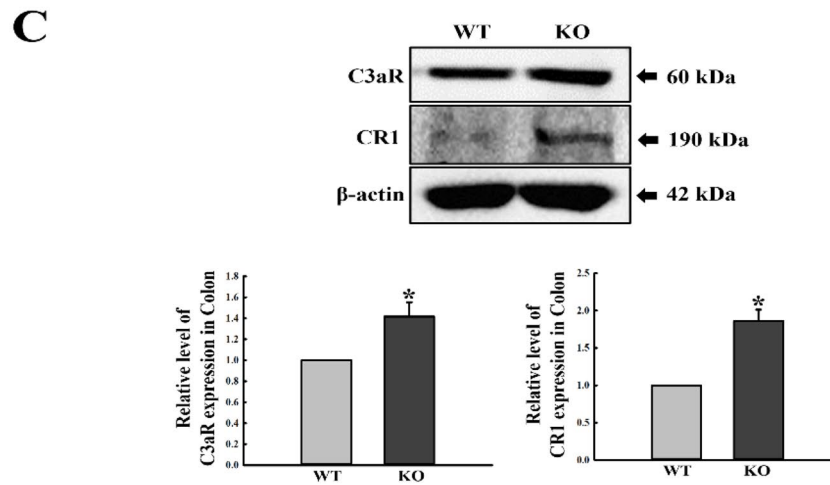 C
WT KO
C3aR 60 kDa
CR1 190 kDa
β-actin 42 kDa
Relative level of
C3aR expression in Colon
1.8
1.6
1.4
1.2
1.0
0.8
0.6
0.4
0.2
0.0
*
WT KO
Relative level of
CR1 expression in Colon
2.5
2.0
1.5
1.0
0.5
0.0
*
WT KO